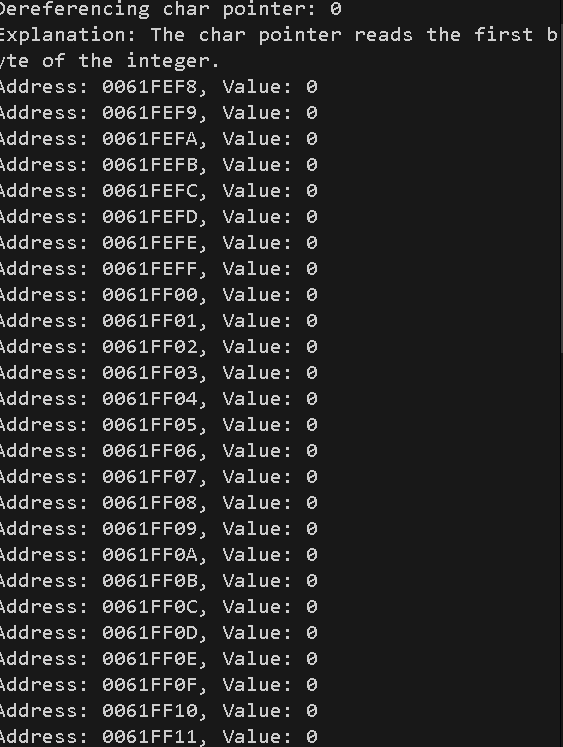 Dereferencing char pointer: 0
Explanation: The char pointer reads the first b
yte of the integer.
Address: 0061FEF8, Value: 0
Address: 0061FEF9, Value: 0
Address: 0061FEFA, Value: 0
Address: 0061FEFB, Value: 0
Address: 0061FEFC, Value: 0
Address: 0061FEFD, Value: 0
Address: 0061FEFE, Value: 0
Address: 0061FEFF, Value: 0
Address: 0061FF00, Value: 0
Address: 0061FF01, Value: 0
Address: 0061FF02, Value: 0
Address: 0061FF03, Value: 0
Address: 0061FF04, Value: 0
Address: 0061FF05, Value: 0
Address: 0061FF06, Value: 0
Address: 0061FF07, Value: 0
Address: 0061FF08, Value: 0
Address: 0061FF09, Value: 0
Address: 0061FF0A, Value: 0
Address: 0061FF0B, Value: 0
Address: 0061FF0C, Value: 0
Address: 0061FF0D, Value: 0
Address: 0061FF0E, Value: 0
Address: 0061FF0F, Value: 0
Address: 0061FF10, Value: 0
Address: 0061FF11, Value: 0